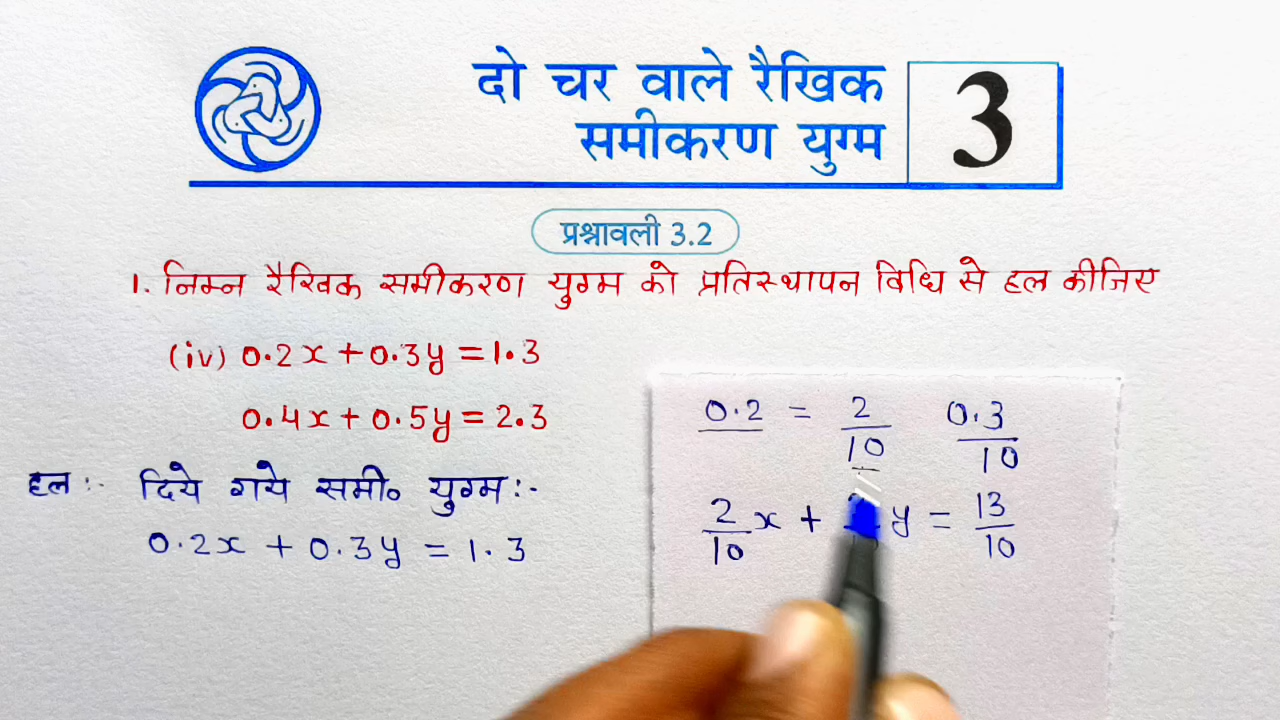 दो चर वाले रैखिक
समीकरण युग्म
3
प्रश्नावली 3.2
1. निम्न रैखिक समीकरण युग्म को प्रतिस्थापन विधि से हल कीजिए
(iv) 0.2x + 0.3y = 1.3
0.4x + 0.5y = 2.3
हल :- दिये गये समी० युग्म :-
0.2x + 0.3y = 1.3
0.2 = 2/10 0.3/10
2/10 x + y = 13/10